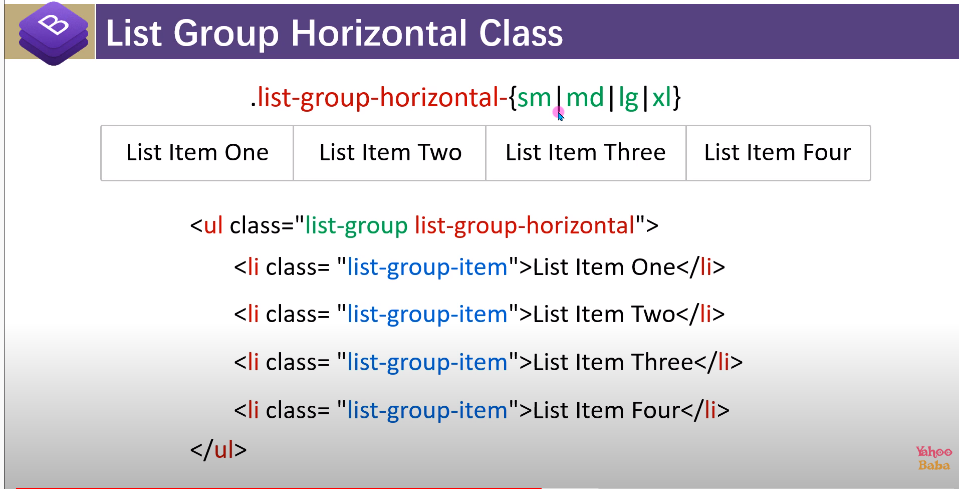 B
List Group Horizontal Class
.list-group-horizontal-{sm|md|lg|xl}
List Item One List Item Two List Item Three List Item Four
<ul class="list-group list-group-horizontal">
<li class= "list-group-item">List Item One</li>
<li class= "list-group-item">List Item Two</li>
<li class= "list-group-item">List Item Three</li>
<li class= "list-group-item">List Item Four</li>
</ul>
Yahoo
Baba